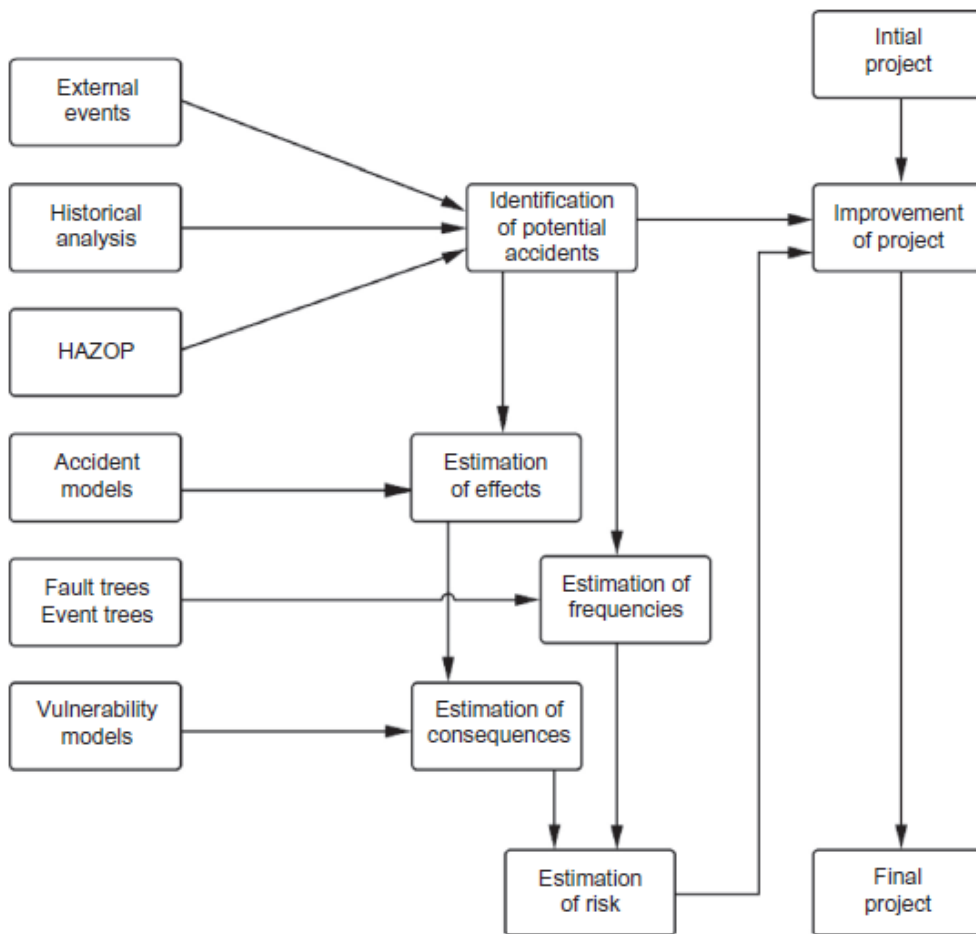 Intial
project
External
events
Historical
analysis
Identification
of potential
accidents
Improvement
of project
HAZOP
Accident
models
Estimation
of effects
Fault trees
Event trees
Estimation of
frequencies
Vulnerability
models
Estimation of
consequences
Estimation
of risk
Final
project